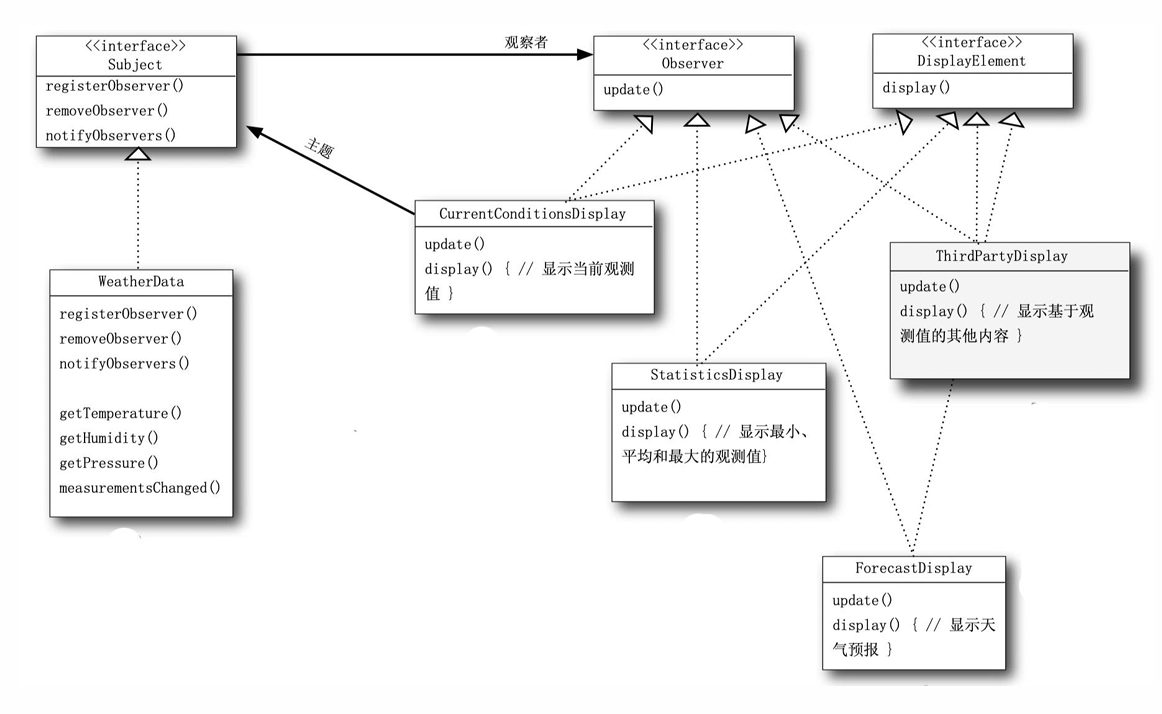 <<interface>>
Subject
registerObserver()
removeObserver()
notifyObservers()
观察者
<<interface>>
Observer
update()
<<interface>>
DisplayElement
display()
主题
CurrentConditionsDisplay
update()
display() { // 显示当前观测
值 }
WeatherData
registerObserver()
removeObserver()
notifyObservers()
getTemperature()
getHumidity()
getPressure()
measurementsChanged()
ThirdPartyDisplay
update()
display() { // 显示基于观
测值的其他内容 }
StatisticsDisplay
update()
display() { // 显示最小、
平均和最大的观测值}
ForecastDisplay
update()
display() { // 显示天
气预报 }